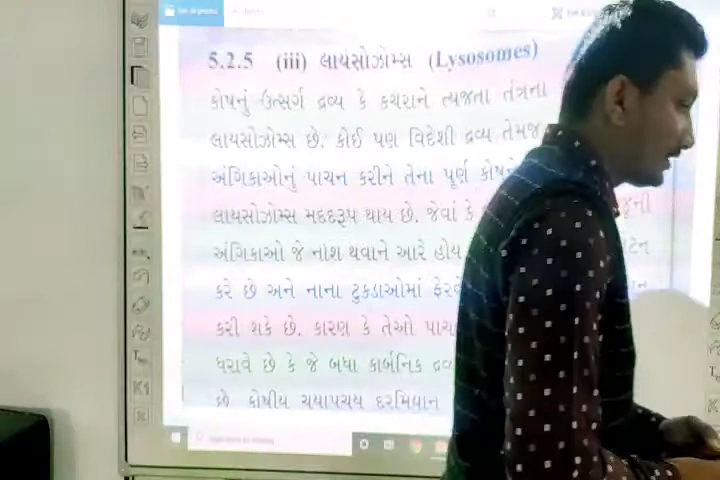 5.2.5 (iii) લાયસોઝોમ્સ (Lysosomes)
કોષનું ઉત્સર્ગ દ્રવ્ય કે કચરાને ત્યજતા તંત્રના
લાયસોઝોમ્સ છે. કોઈ પણ વિદેશી દ્રવ્ય તેમજ
અંગિકાઓનું પાચન કરીને તેના પૂર્ણ
લાયસોઝોમ્સ મદદરૂપ થાય છે. જેવાં કે
અંગિકાઓ જે નાશ થવાને આરે હોય
કરે છે અને નાના ટુકડાઓમાં
કરી શકે છે. કારણ કે તેઓ
ધરાવે છે કે જે બધા કાર્બનિક
છે. કોષીય ચયાપચય દરમિયાન